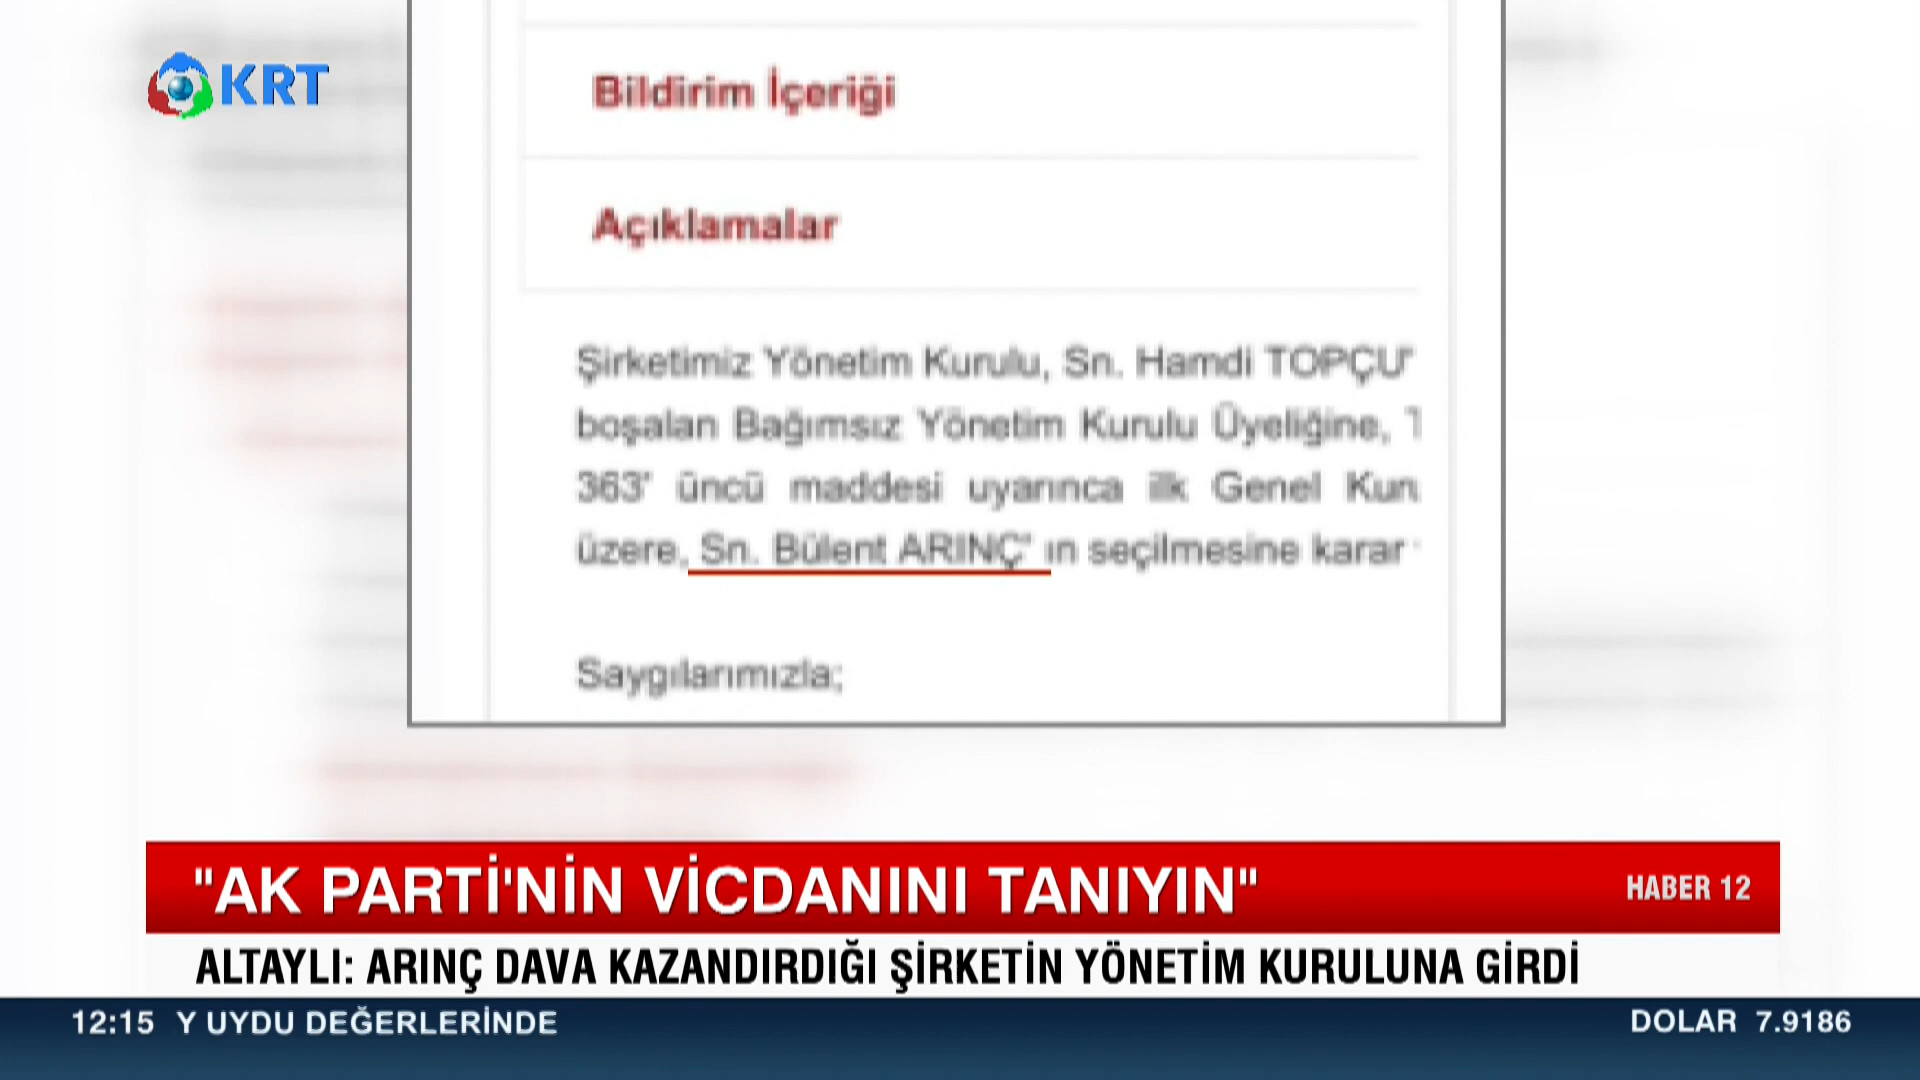 KRT
Bildirim İçeriği
Açıklamalar
Şirketimiz Yönetim Kurulu, Sn. Hamdi TOPÇU'
boşalan Bağımsız Yönetim Kurulu Üyeliğine, T
363' üncü maddesi uyarınca ilk Genel Kuru
üzere, Sn. Bülent ARINÇ' ın seçilmesine karar
Saygılarımızla;
"AK PARTİ'NİN VİCDANINI TANIYIN"
HABER 12
ALTAYLI: ARINÇ DAVA KAZANDIRDIĞI ŞİRKETİN YÖNETİM KURULUNA GİRDİ
12:15 Y UYDU DEĞERLERİNDE
DOLAR 7.9186